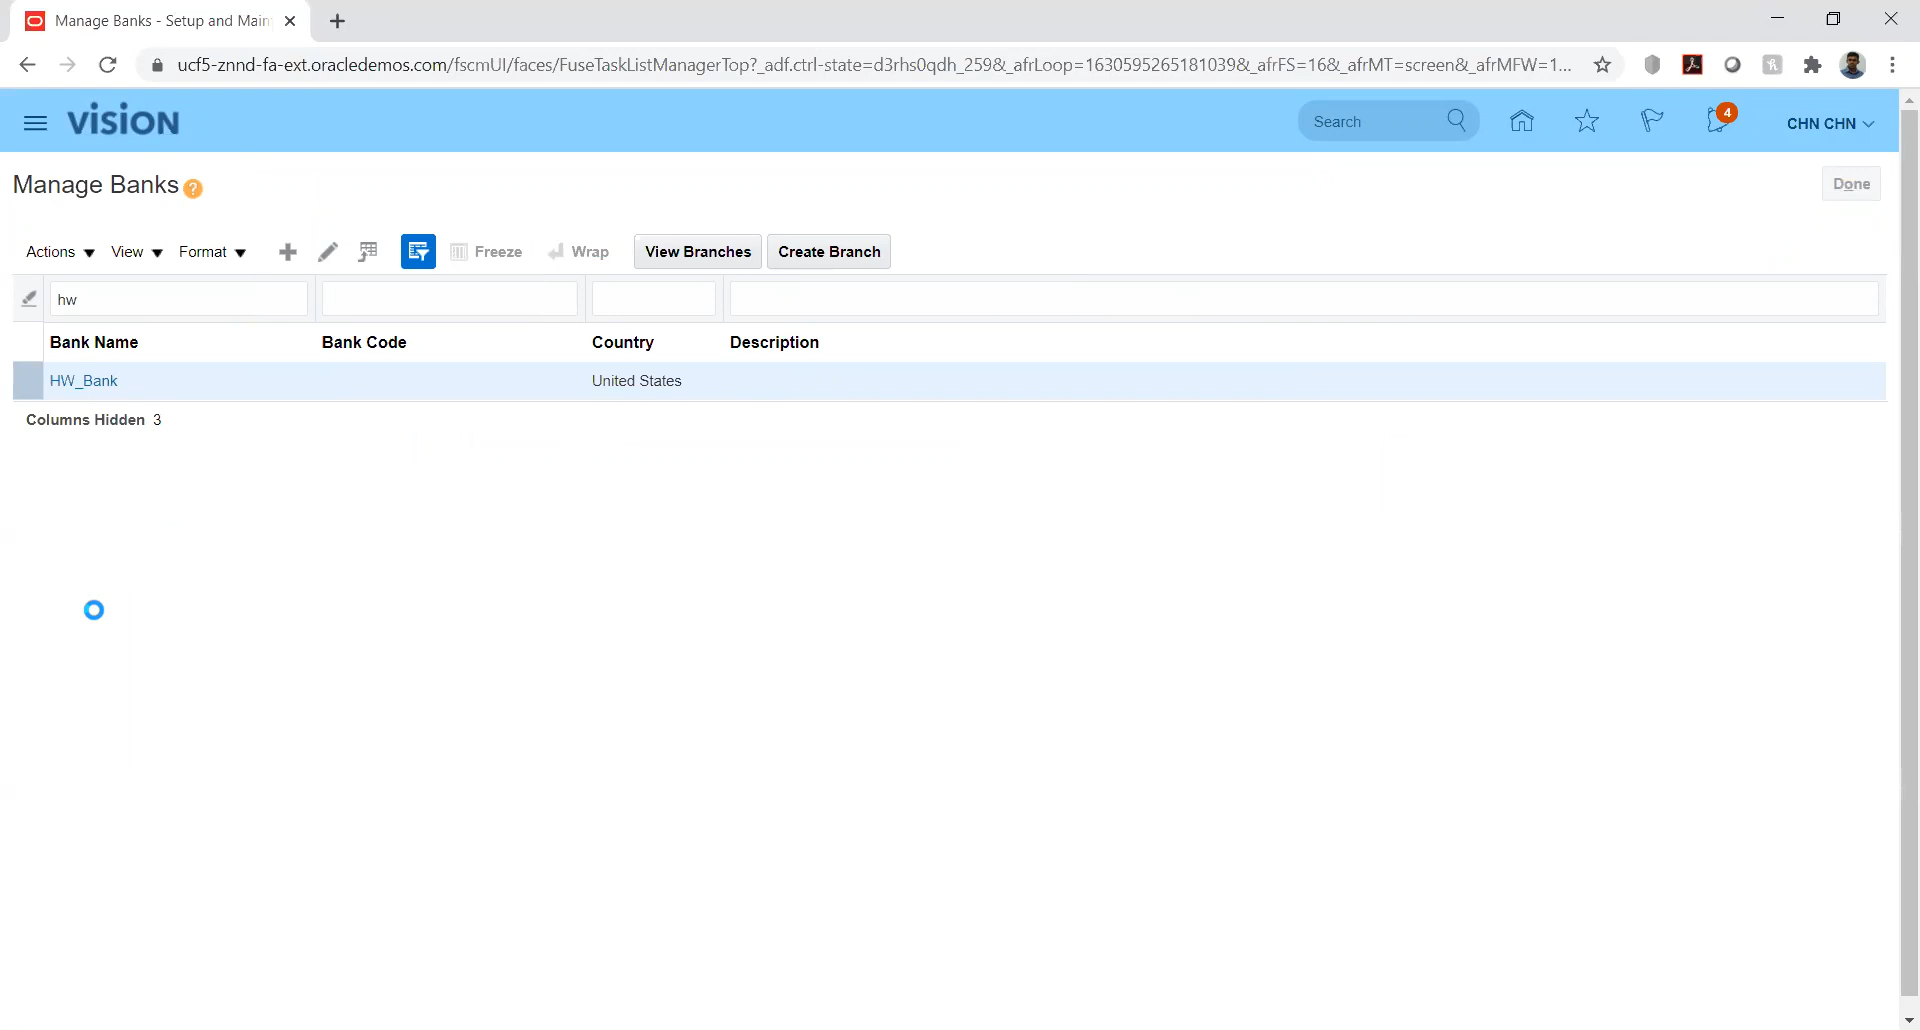 Manage Banks - Setup and Main
ucf5-znnd-fa-ext.oracledemos.com/fscmUI/faces/FuseTaskListManagerTop?_adf.ctrl-state=d3rhs0qdh_259&_afrLoop=1630595265181039&_afrFS=16&_afrMT=screen&_afrMFW=1...
vision
Search
4
CHN CHN
Manage Banks ?
Done
Actions View Format Freeze Wrap View Branches Create Branch
hw
Bank Name Bank Code Country Description
HW_Bank United States
Columns Hidden 3